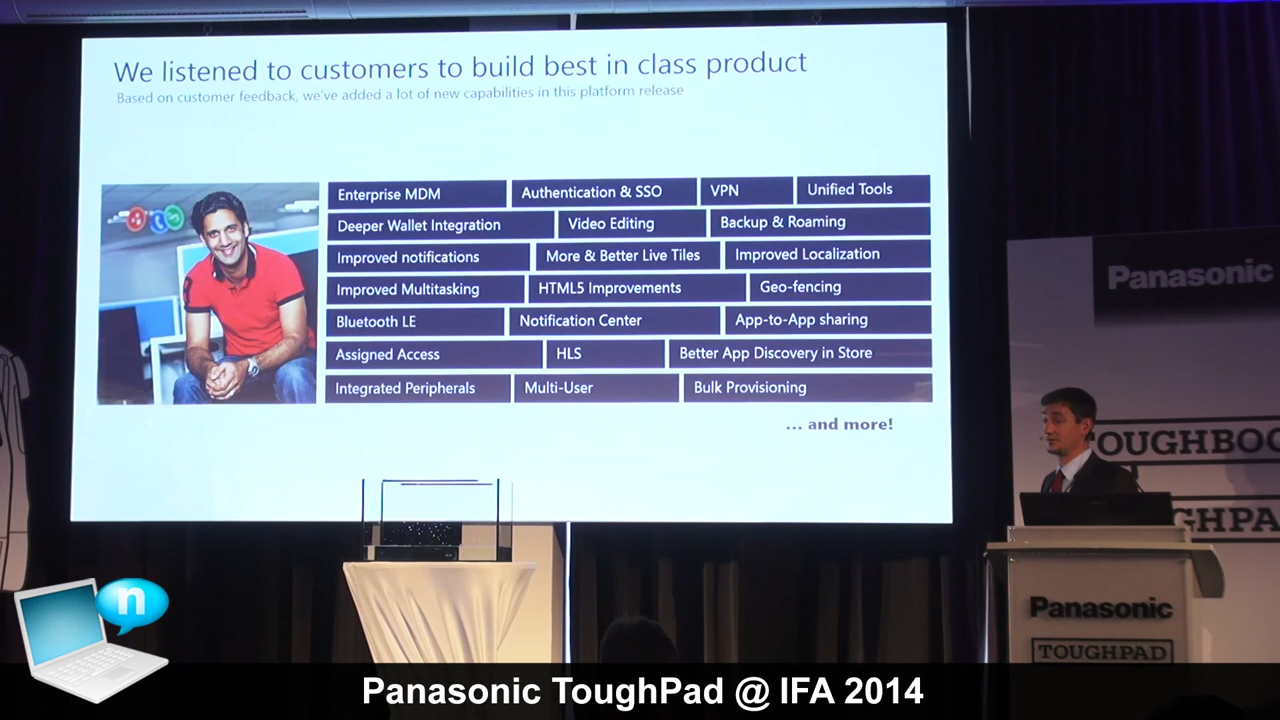 We listened to customers to build best in class product
Based on customer feedback, we've added a lot of new capabilities in this platform release
Enterprise MDM Authentication & SSO VPN Unified Tools
Deeper Wallet Integration Video Editing Backup & Roaming
Improved notifications More & Better Live Tiles Improved Localization
Improved Multitasking HTML5 Improvements Geo-fencing
Bluetooth LE Notification Center App-to-App sharing
Assigned Access HLS Better App Discovery in Store
Integrated Peripherals Multi-User Bulk Provisioning
... and more!
Panasonic
OUGHBOO
GHPA
Panasonic
TOUGHPAD
n
Panasonic ToughPad @ IFA 2014